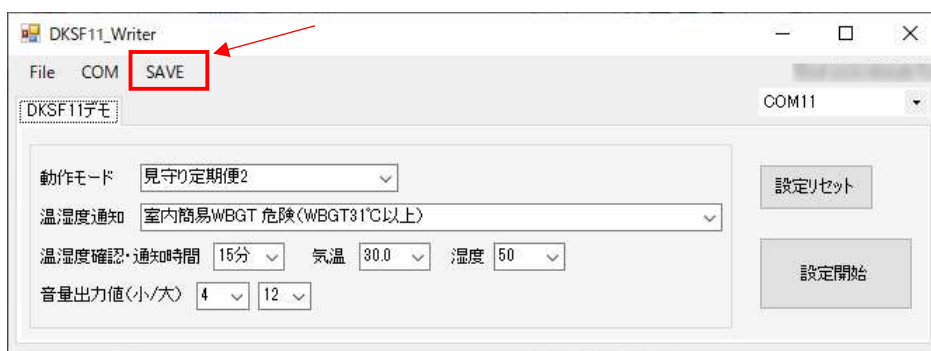 DKSF11_Writer
File COM SAVE
COM11
DKSF11デモ
動作モード 見守り定期便2
設定リセット
温湿度通知 室内簡易WBGT 危険(WBGT31℃以上)
温湿度確認・通知時間 15分 気温 30.0 湿度 50
設定開始
音量出力値(小/大) 4 12